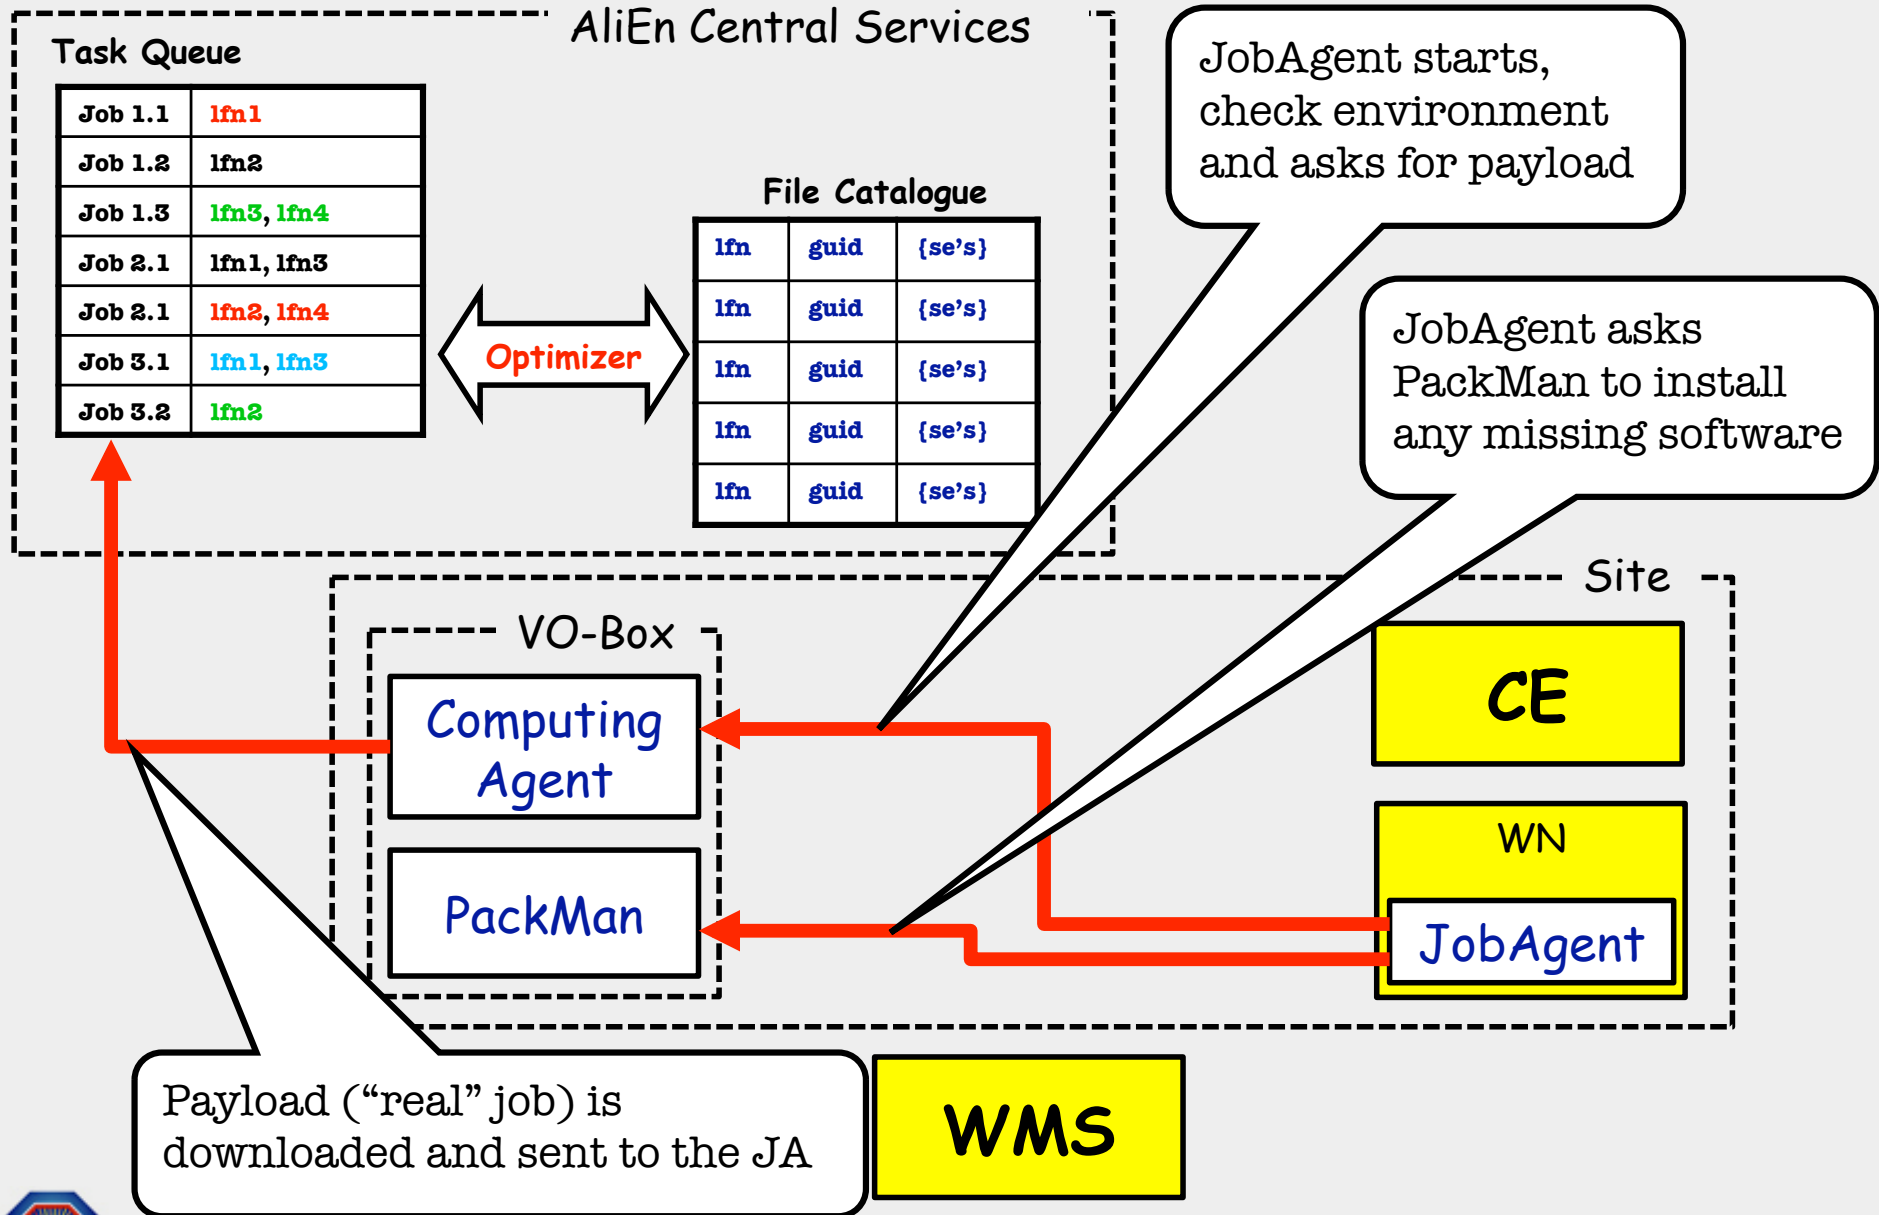 AliEn Central Services
Task Queue
Job 1.1 lfn1
Job 1.2 lfn2
Job 1.3 lfn3, lfn4
Job 2.1 lfn1, lfn3
Job 2.1 lfn2, lfn4
Job 3.1 lfn1, lfn3
Job 3.2 lfn2
Optimizer
File Catalogue
lfn guid {se's}
lfn guid {se's}
lfn guid {se's}
lfn guid {se's}
lfn guid {se's}
JobAgent starts,
check environment
and asks for payload
JobAgent asks
PackMan to install
any missing software
Site
VO-Box
Computing
Agent
PackMan
CE
WN
JobAgent
Payload (“real” job) is
downloaded and sent to the JA
WMS